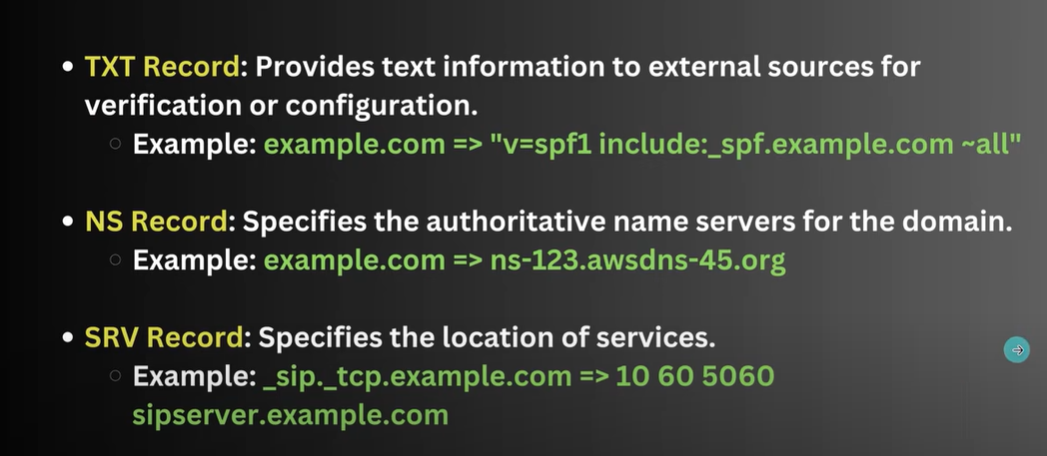 • TXT Record: Provides text information to external sources for
verification or configuration.
○ Example: example.com => "v=spf1 include:_spf.example.com ~all"
• NS Record: Specifies the authoritative name servers for the domain.
○ Example: example.com => ns-123.awsdns-45.org
• SRV Record: Specifies the location of services.
○ Example: _sip._tcp.example.com => 10 60 5060
sipserver.example.com